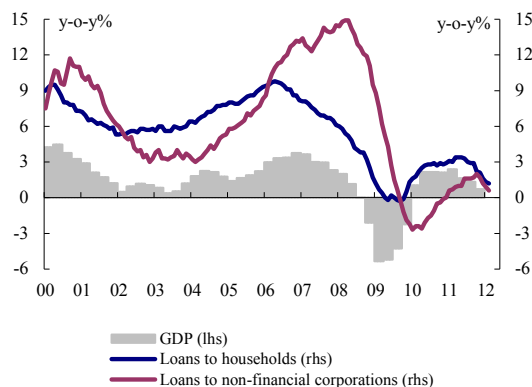 y-o-y% y-o-y%
15 15
12 12
9 9
6 6
3 3
0 0
-3 -3
-6 -6
00 01 02 03 04 05 06 07 08 09 10 11 12
GDP (lhs)
Loans to households (rhs)
Loans to non-financial corporations (rhs)